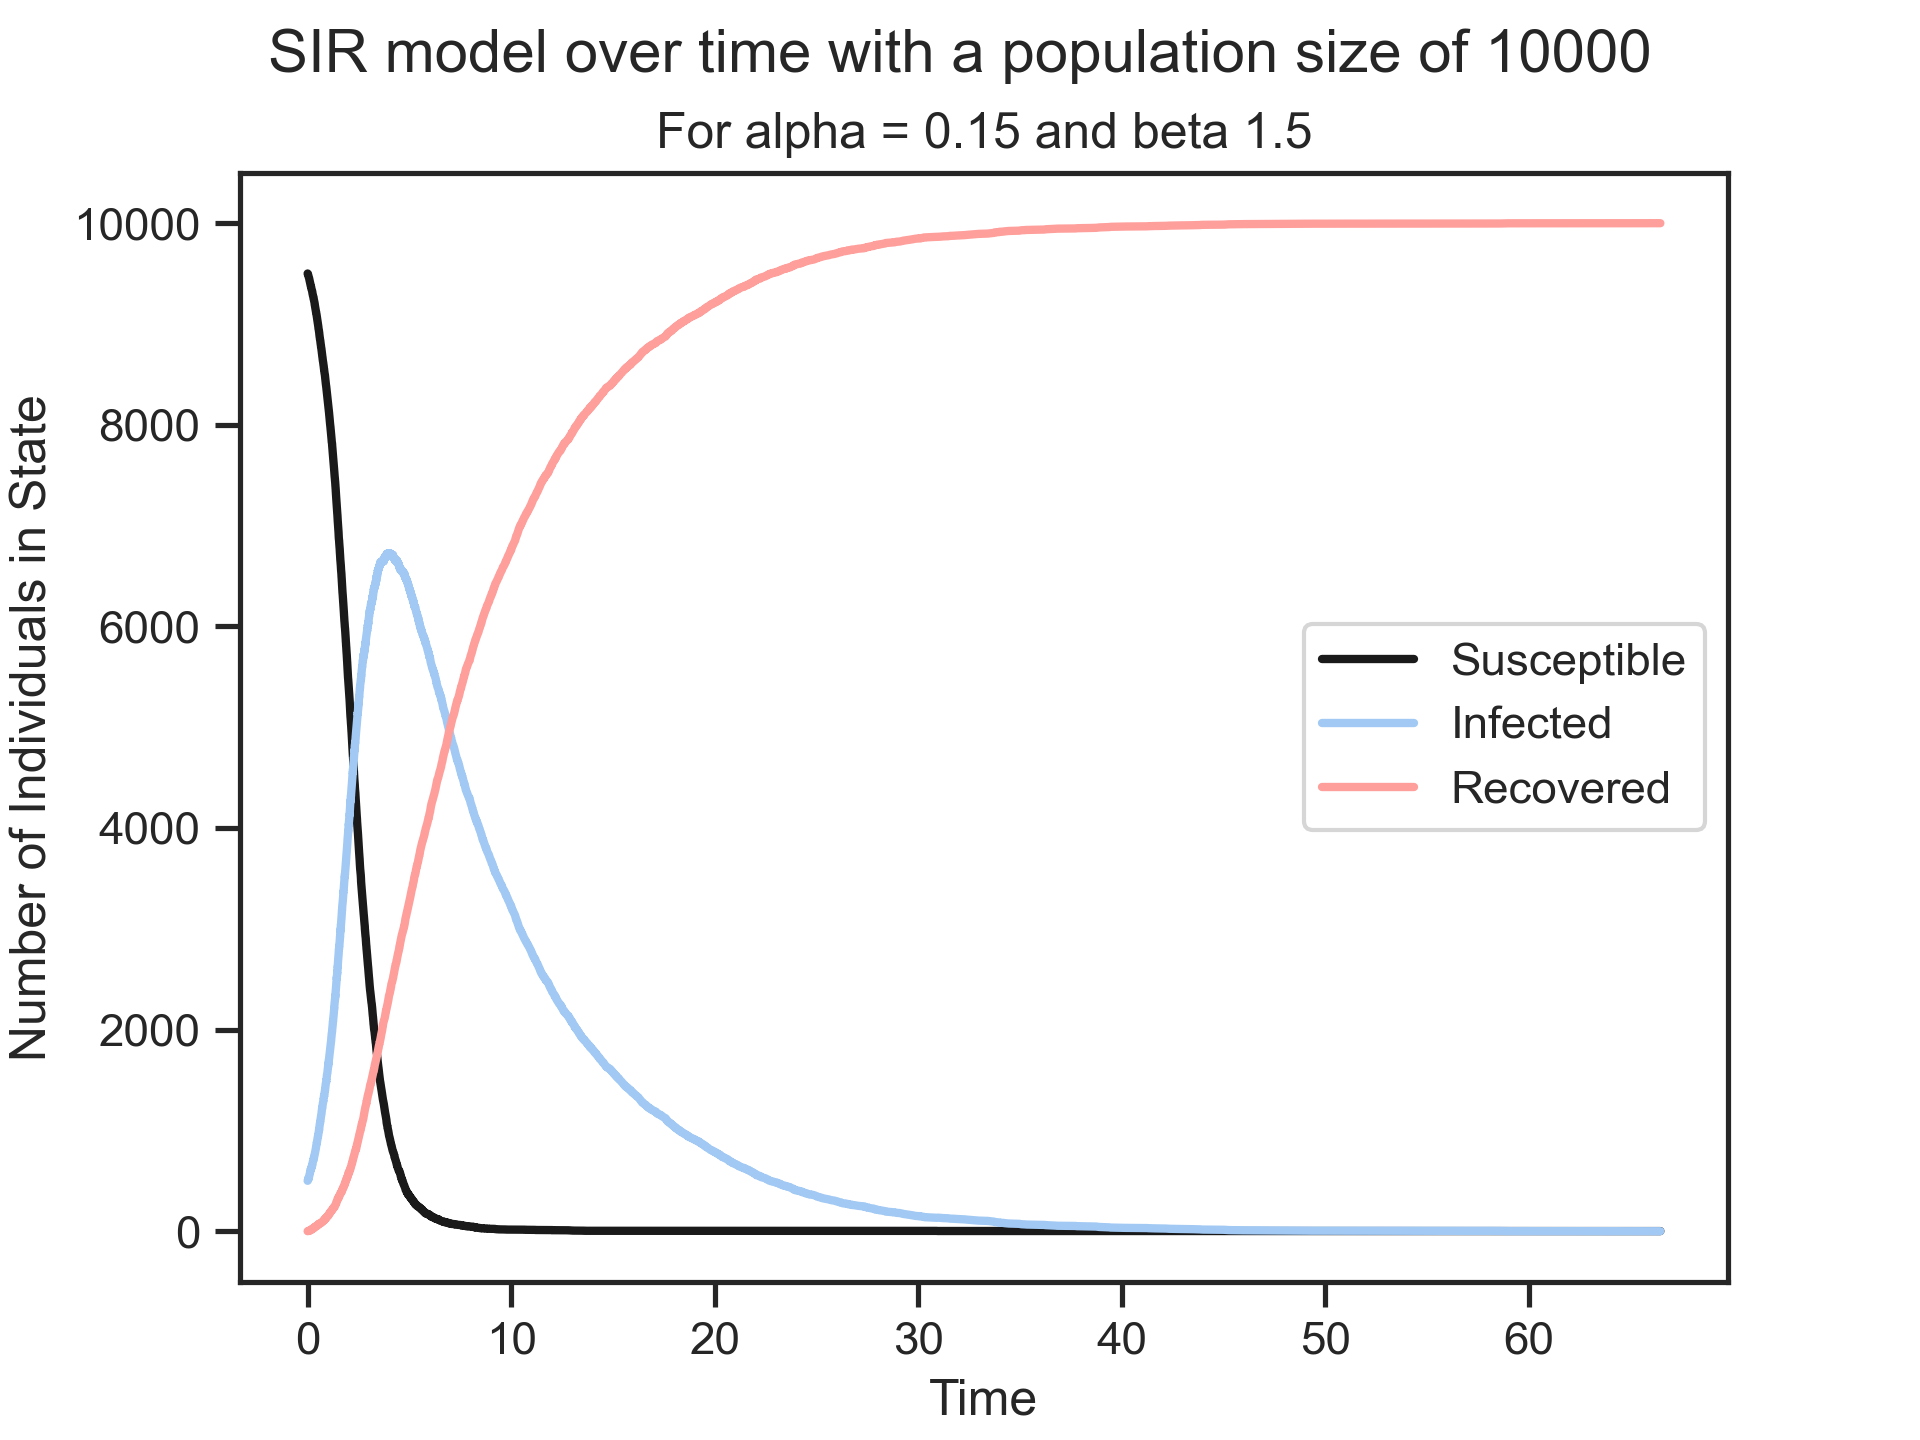 SIR model over time with a population size of 10000
For alpha = 0.15 and beta 1.5
Number of Individuals in State
10000
8000
6000
4000
2000
0
Susceptible
Infected
Recovered
0 10 20 30 40 50 60
Time